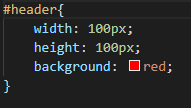 #header{
    width: 100px;
    height: 100px;
    background: red;
}